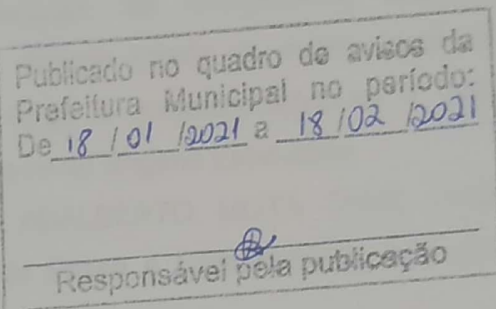 Publicado no quadro de avisos da
Prefeitura Municipal no período:
De 18 / 01 / 2021 a 18 / 02 / 2021
Responsável pela publicação